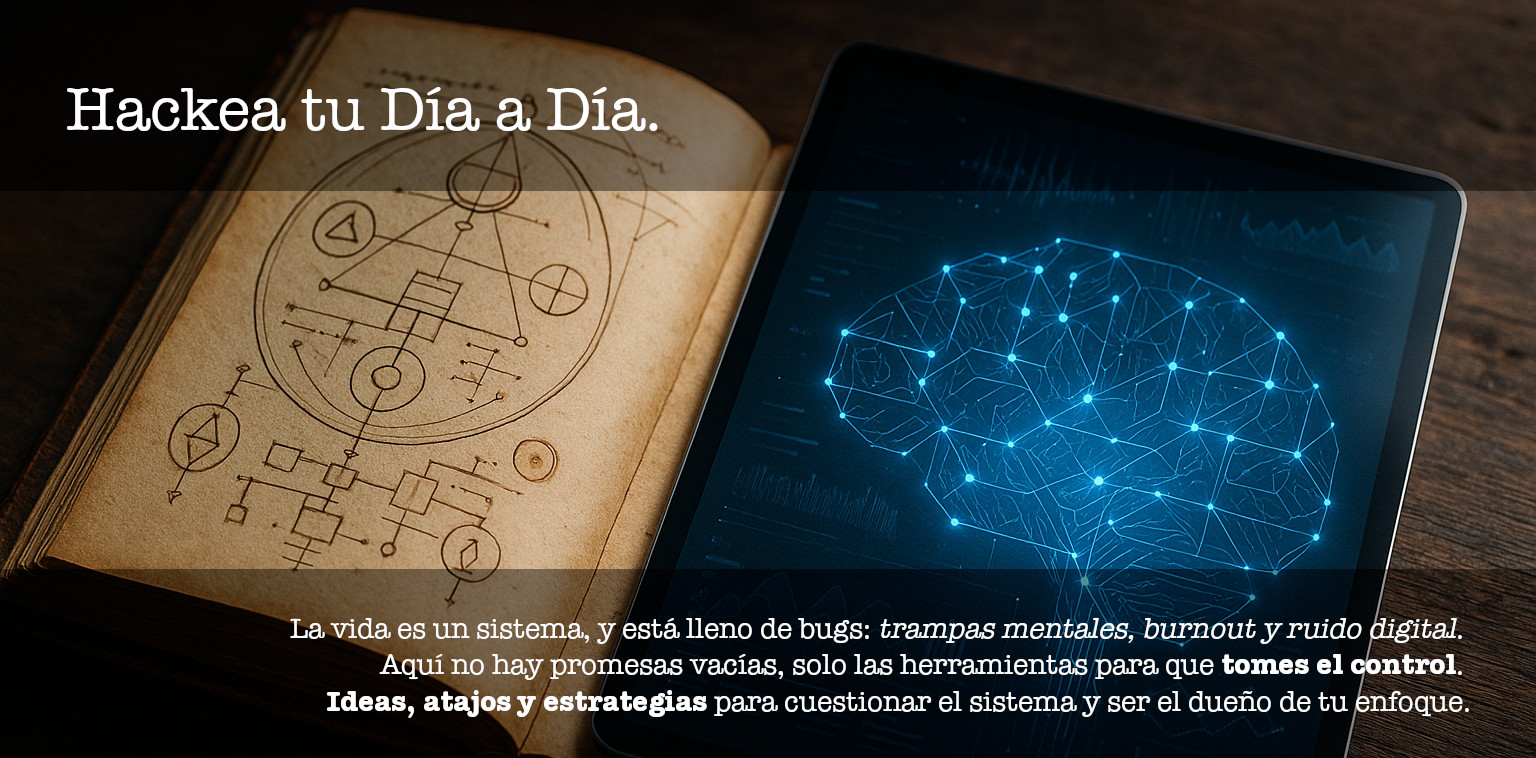 Hackea tu Día a Día.
La vida es un sistema, y está lleno de bugs: trampas mentales, burnout y ruido digital.
Aquí no hay promesas vacías, solo las herramientas para que tomes el control.
Ideas, atajos y estrategias para cuestionar el sistema y ser el dueño de tu enfoque.